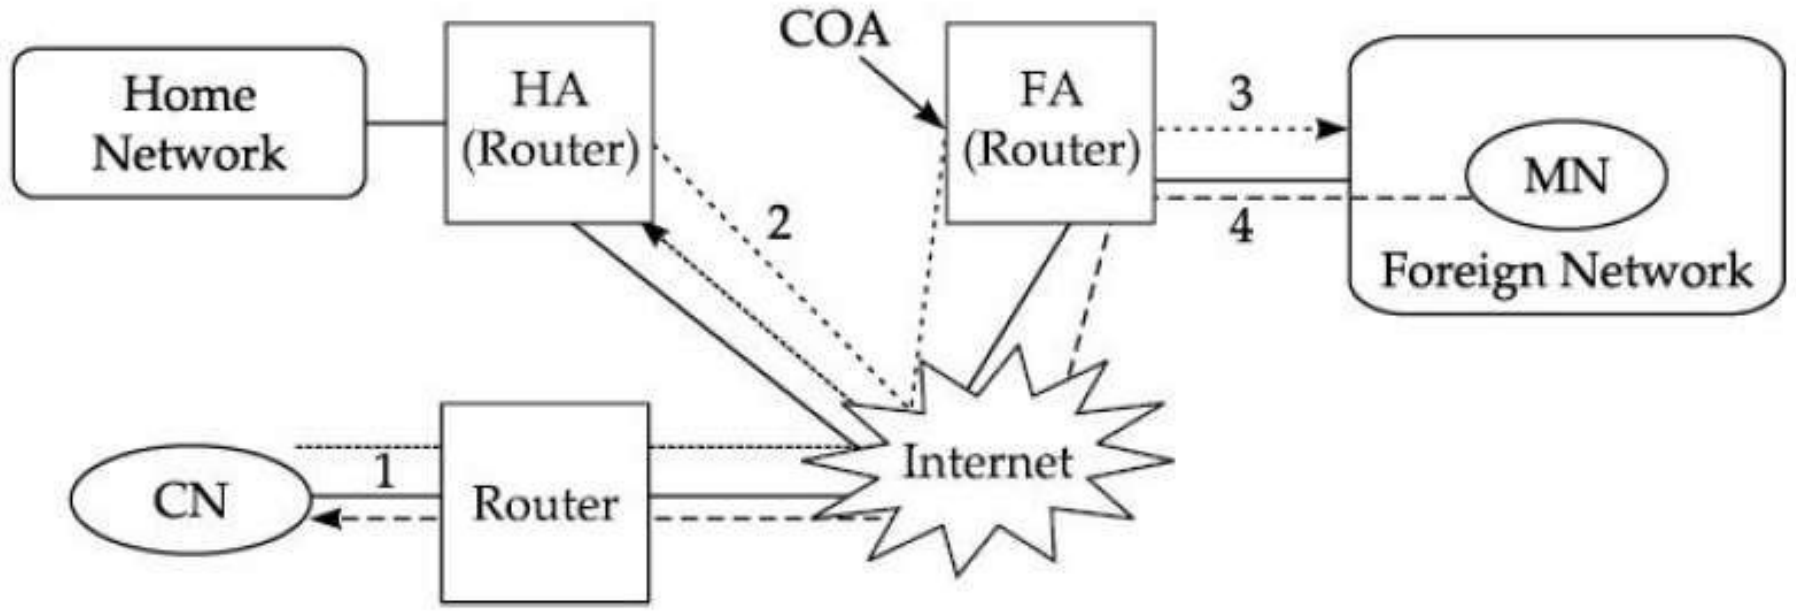 COA
Home
Network
HA
(Router)
FA
(Router)
3
MN
2
4
Foreign Network
Internet
1
CN
Router